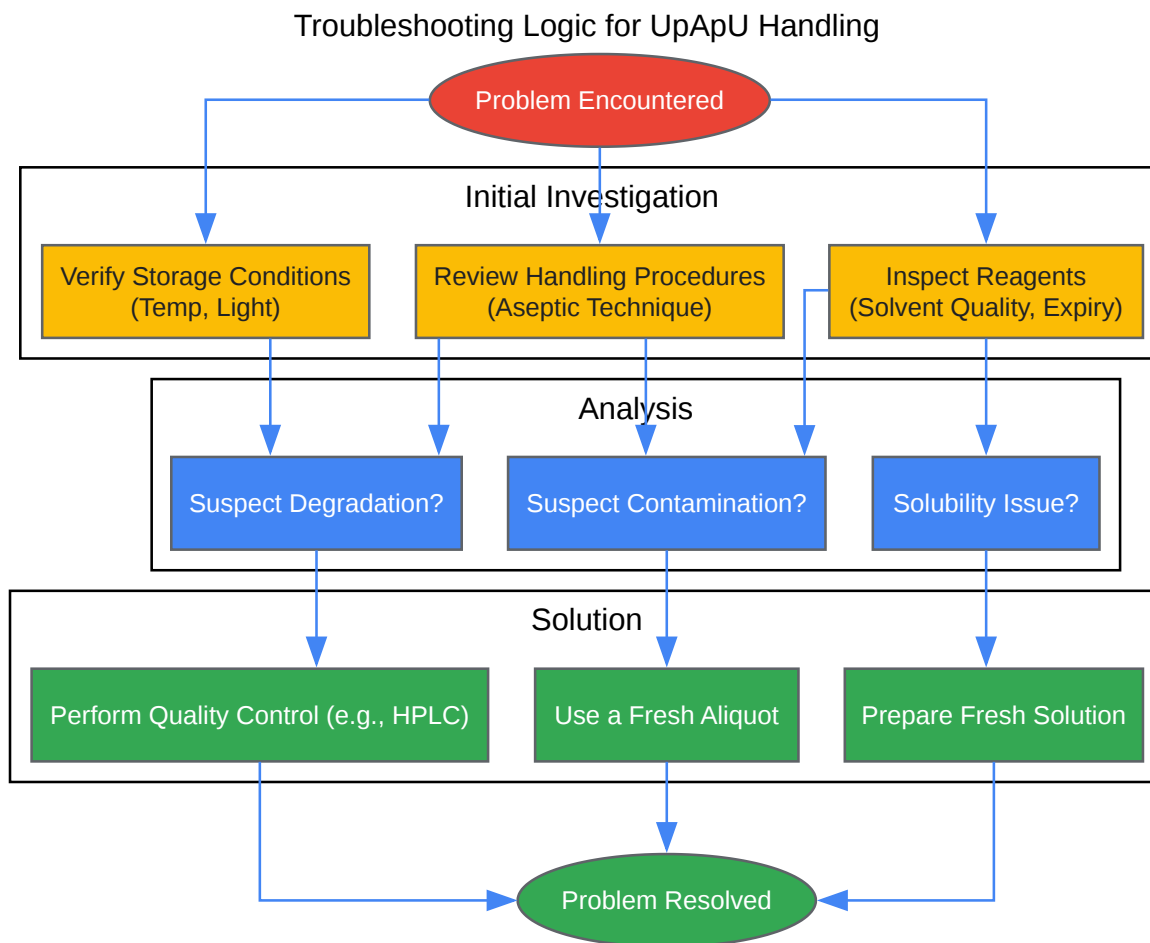 Troubleshooting Logic for UpApU Handling
Problem Encountered
Initial Investigation
Verify Storage Conditions
(Temp, Light)
Review Handling Procedures
(Aseptic Technique)
Inspect Reagents
(Solvent Quality, Expiry)
Analysis
Suspect Degradation?
Suspect Contamination?
Solubility Issue?
Solution
Perform Quality Control (e.g., HPLC)
Use a Fresh Aliquot
Prepare Fresh Solution
Problem Resolved